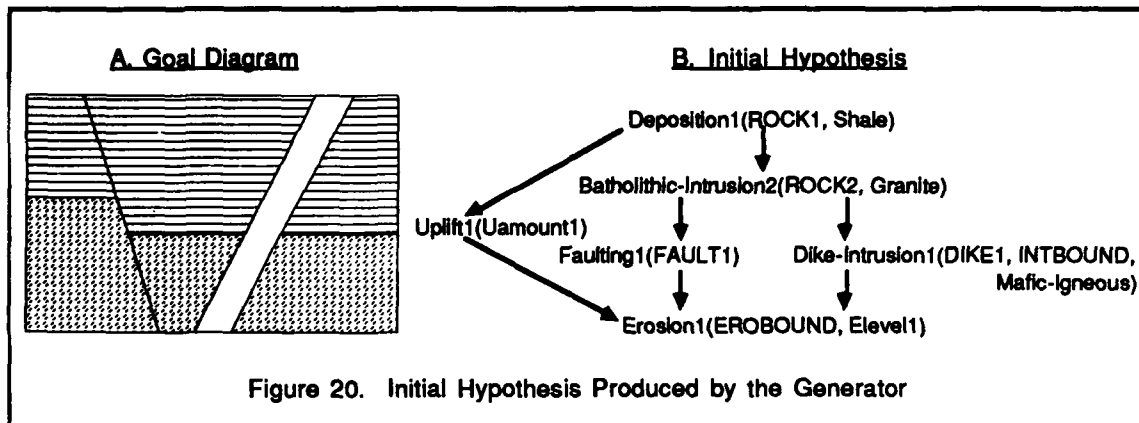 A. Goal Diagram
B. Initial Hypothesis
Deposition1(ROCK1, Shale)
Batholithic-Intrusion2(ROCK2, Granite)
Uplift1(Uamount1)
Faulting1(FAULT1)
Dike-Intrusion1(DIKE1, INTBOUND,
Mafic-Igneous)
Erosion1(EROBOUND, Elevel1)
Figure 20. Initial Hypothesis Produced by the Generator